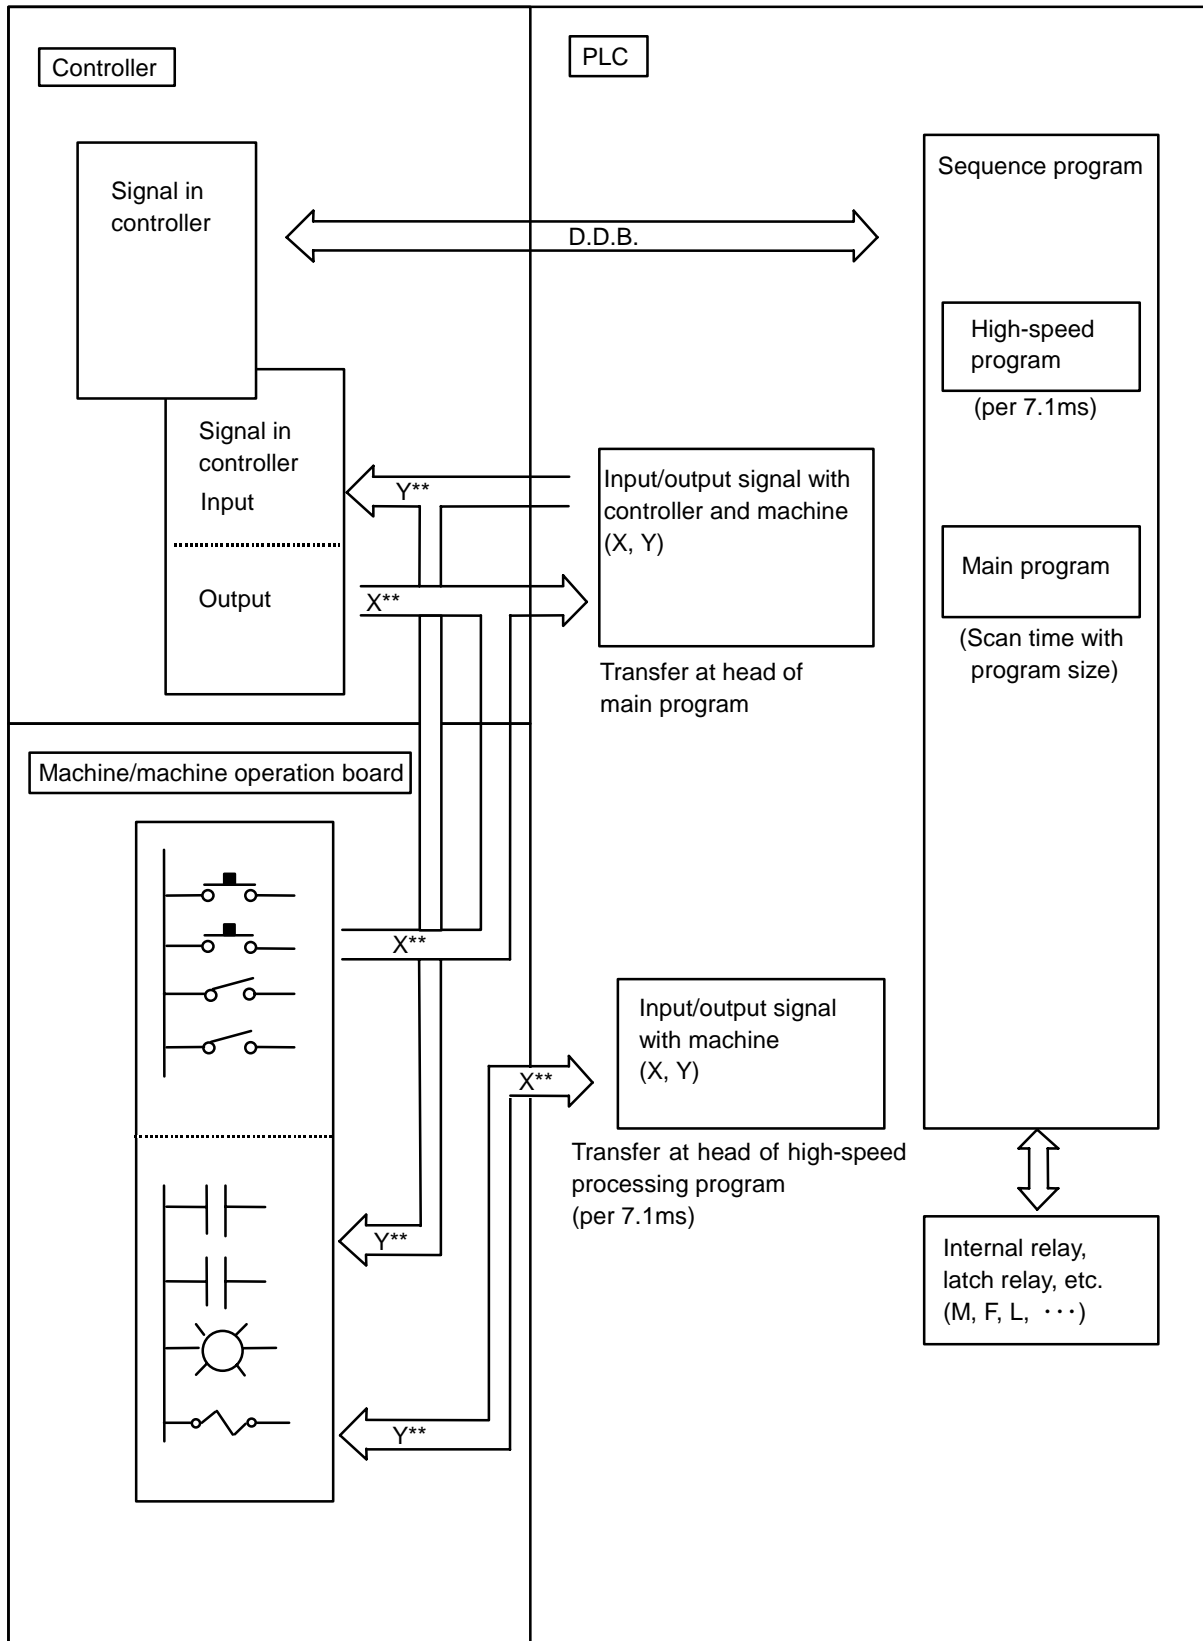 Controller
PLC
Signal in
controller
Sequence program
D.D.B.
High-speed
program
(per 7.1ms)
Signal in
controller
Input
Y**
Input/output signal with
controller and machine
(X, Y)
Main program
Output
X**
(Scan time with
program size)
Transfer at head of
main program
Machine/machine operation board
X**
Input/output signal
with machine
(X, Y)
X**
Transfer at head of high-speed
processing program
(per 7.1ms)
Y**
Internal relay,
latch relay, etc.
(M, F, L, ･･･)
Y**